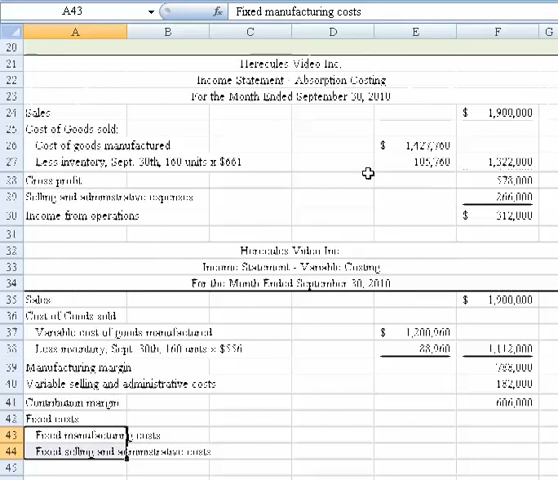 A43 fx Fixed manufacturing costs
A B C D E F G
20
21 Hercules Video Inc.
22 Income Statement - Absorption Costing
23 For the Month Ended September 30, 2010
24 Sales $ 1,900,000
25 Cost of Goods sold:
26 Cost of goods manufactured $ 1,427,760
27 Less inventory, Sept. 30th, 160 units x $661 105,760 1,322,000
28 Gross profit 578,000
29 Selling and administrative expenses 266,000
30 Income from operations $ 312,000
31
32 Hercules Video Inc
33 Income Statement - Variable Costing
34 For the Month Ended September 30, 2010
35 Sales $ 1,900,000
36 Cost of Goods sold
37 Variable cost of goods manufactured $ 1,200,960
38 Less inventory, Sept. 30th, 160 units x $556 88,960 1,112,000
39 Manufacturing margin 788,000
40 Variable selling and administrative costs 182,000
41 Contribution margin 606,000
42 Fixed costs
43 Fixed manufacturing costs
44 Fixed selling and administrative costs
45